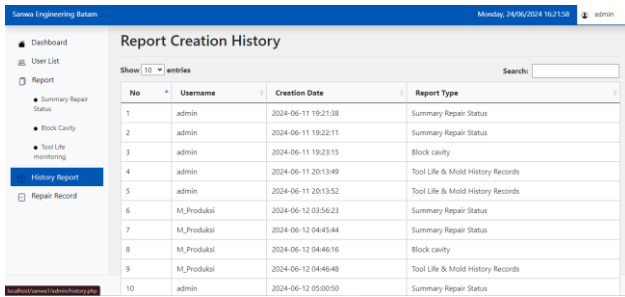 Sanwa Engineering Batam
Monday, 24/06/2024 16:21:58 admin
Dashboard
User List
Report
Summary Repair
Status
Block Cavity
Tool Life
monitoring
History Report
Repair Record
Report Creation History
Show 10 entries
Search:
No Username Creation Date Report Type
1 admin 2024-06-11 19:21:38 Summary Repair Status
2 admin 2024-06-11 19:22:11 Summary Repair Status
3 admin 2024-06-11 19:23:15 Block cavity
4 admin 2024-06-11 20:13:49 Tool Life & Mold History Records
5 admin 2024-06-11 20:13:52 Tool Life & Mold History Records
6 M_Produksi 2024-06-12 03:56:23 Summary Repair Status
7 M_Produksi 2024-06-12 04:45:44 Summary Repair Status
8 M_Produksi 2024-06-12 04:46:16 Block cavity
9 M_Produksi 2024-06-12 04:46:48 Tool Life & Mold History Records
10 admin 2024-06-12 05:00:50 Summary Repair Status
localhost/sanwa1/admin/history.php